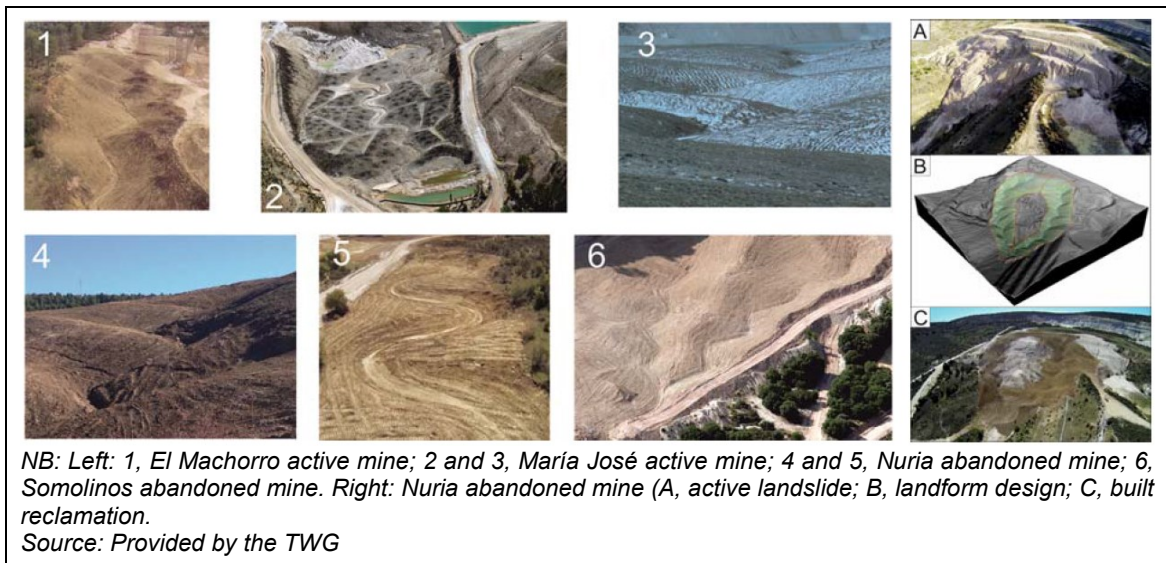 1
2
3
A
B
4
5
6
C
NB: Left: 1, El Machorro active mine; 2 and 3, María José active mine; 4 and 5, Nuria abandoned mine; 6,
Somolinos abandoned mine. Right: Nuria abandoned mine (A, active landslide; B, landform design; C, built
reclamation.
Source: Provided by the TWG